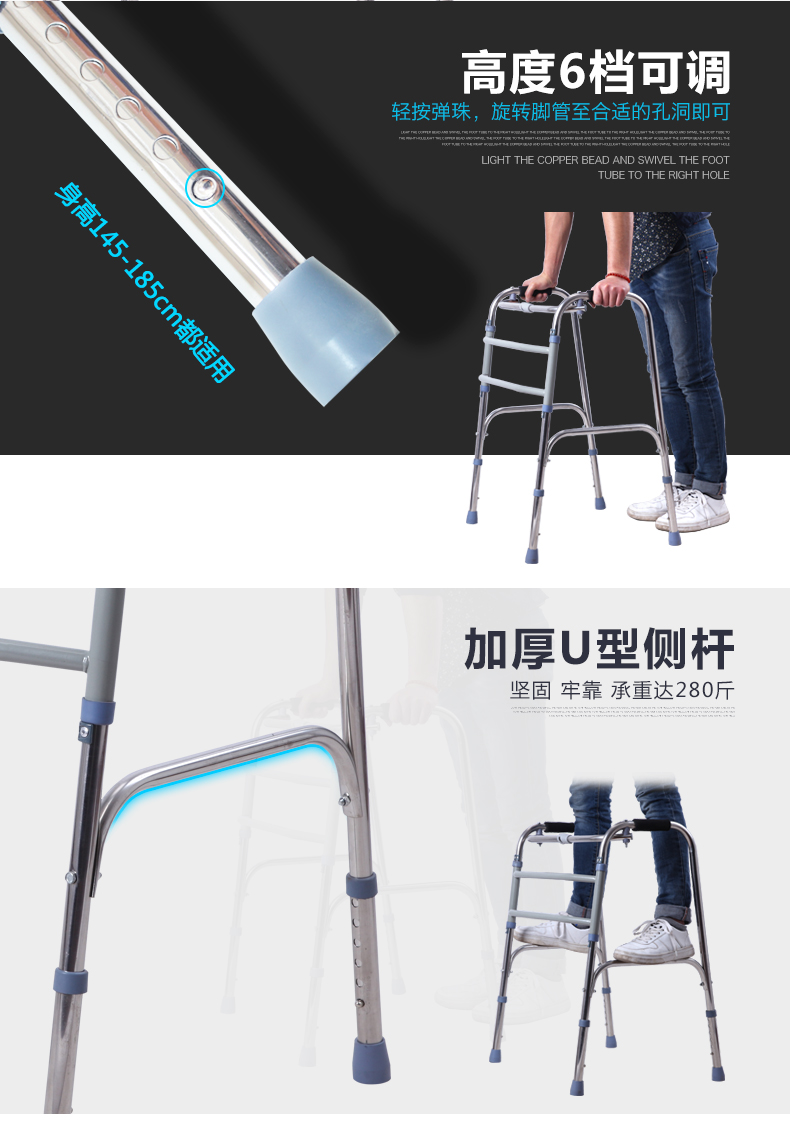 高度6档可调
轻按弹珠，旋转脚管至合适的孔洞即可
LIGHT THE COPPER BEAD AND SWIVEL THE FOOT
TUBE TO THE RIGHT HOLE
身高145-185cm都适用
加厚U型侧杆
坚固 牢靠 承重达280斤